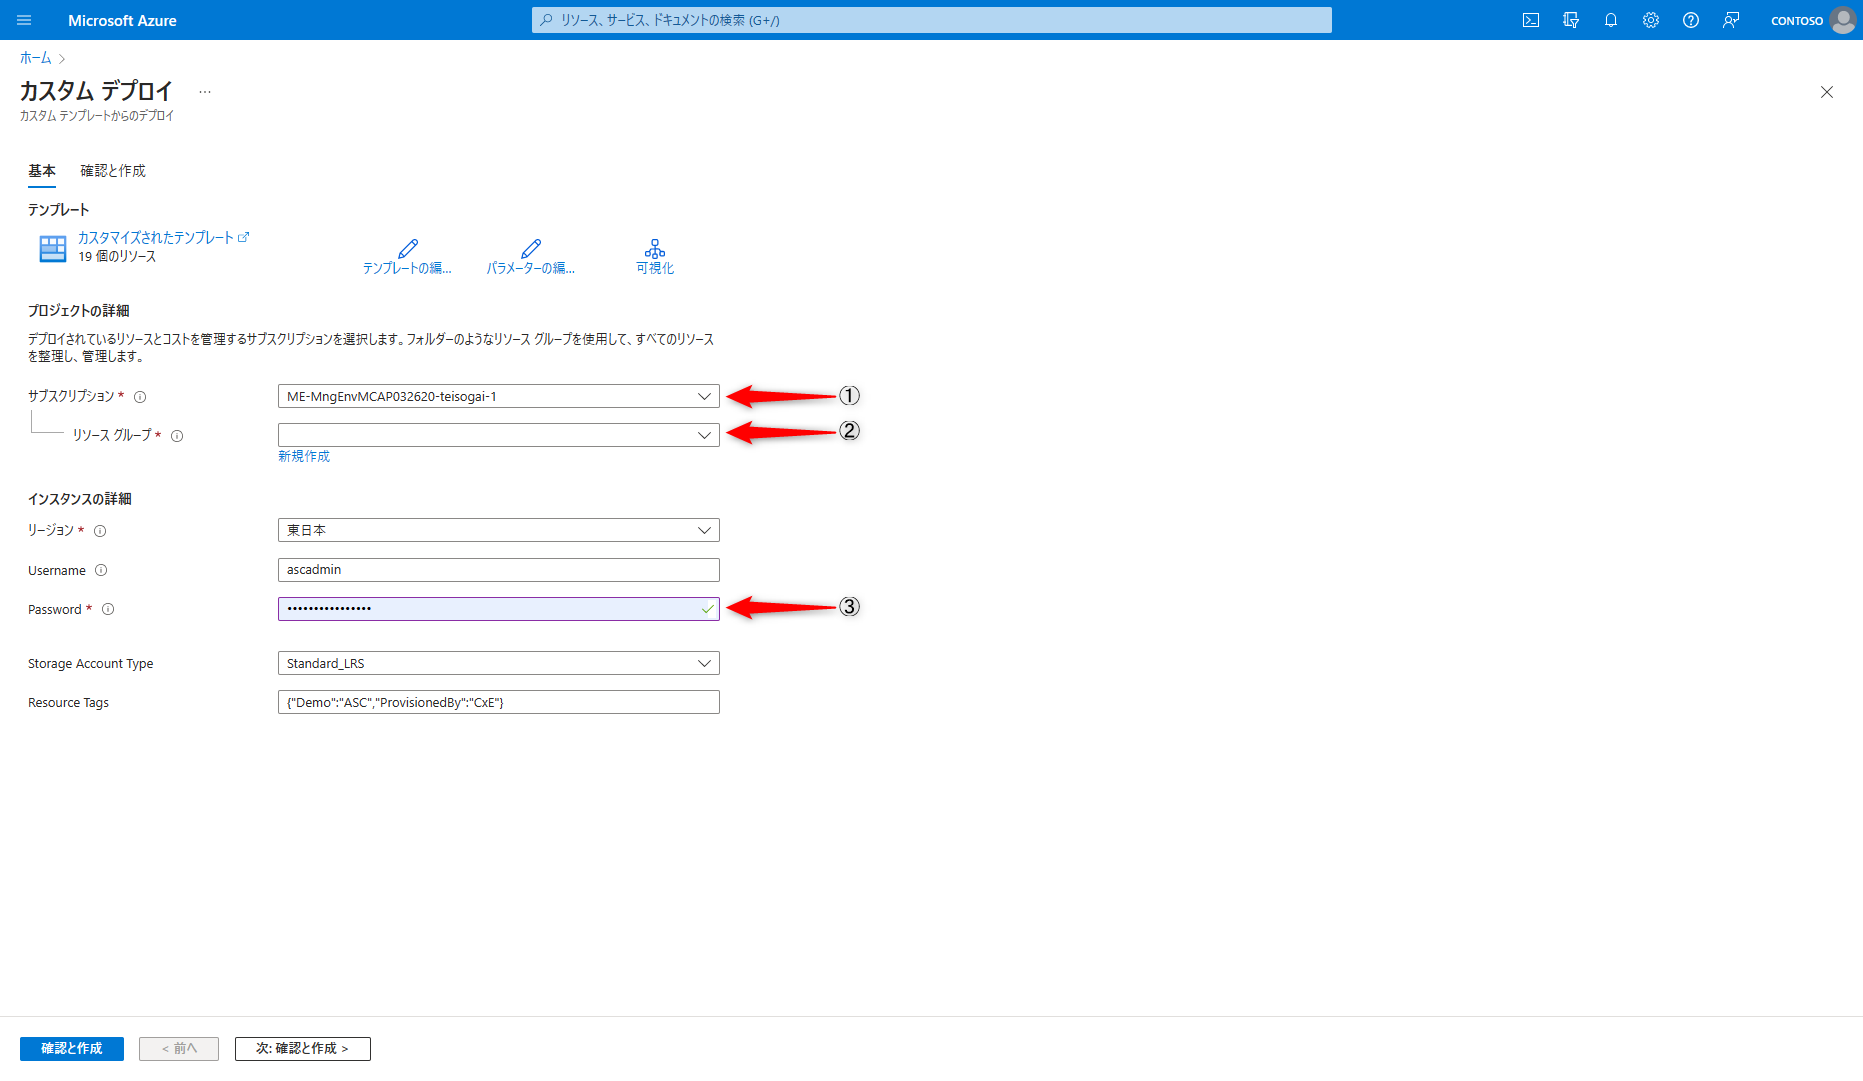 Microsoft Azure
リソース、サービス、ドキュメントの検索 (G+/)
CONTOSO
ホーム >
カスタム デプロイ ...
カスタム テンプレートからのデプロイ
基本 確認と作成
テンプレート
カスタマイズされたテンプレート
19 個のリソース
テンプレートの編...
パラメーターの編...
可視化
プロジェクトの詳細
デプロイされているリソースとコストを管理するサブスクリプションを選択します。フォルダーのようなリソース グループを使用して、すべてのリソース
を整理し、管理します。
サブスクリプション * ME-MngEnvMCAP032620-teisogai-1 ①
リソース グループ * ②
新規作成
インスタンスの詳細
リージョン * 東日本
Username ascadmin
Password * •••••••••••••••• ③
Storage Account Type Standard_LRS
Resource Tags {"Demo":"ASC","ProvisionedBy":"CxE"}
確認と作成 < 前へ 次: 確認と作成 >